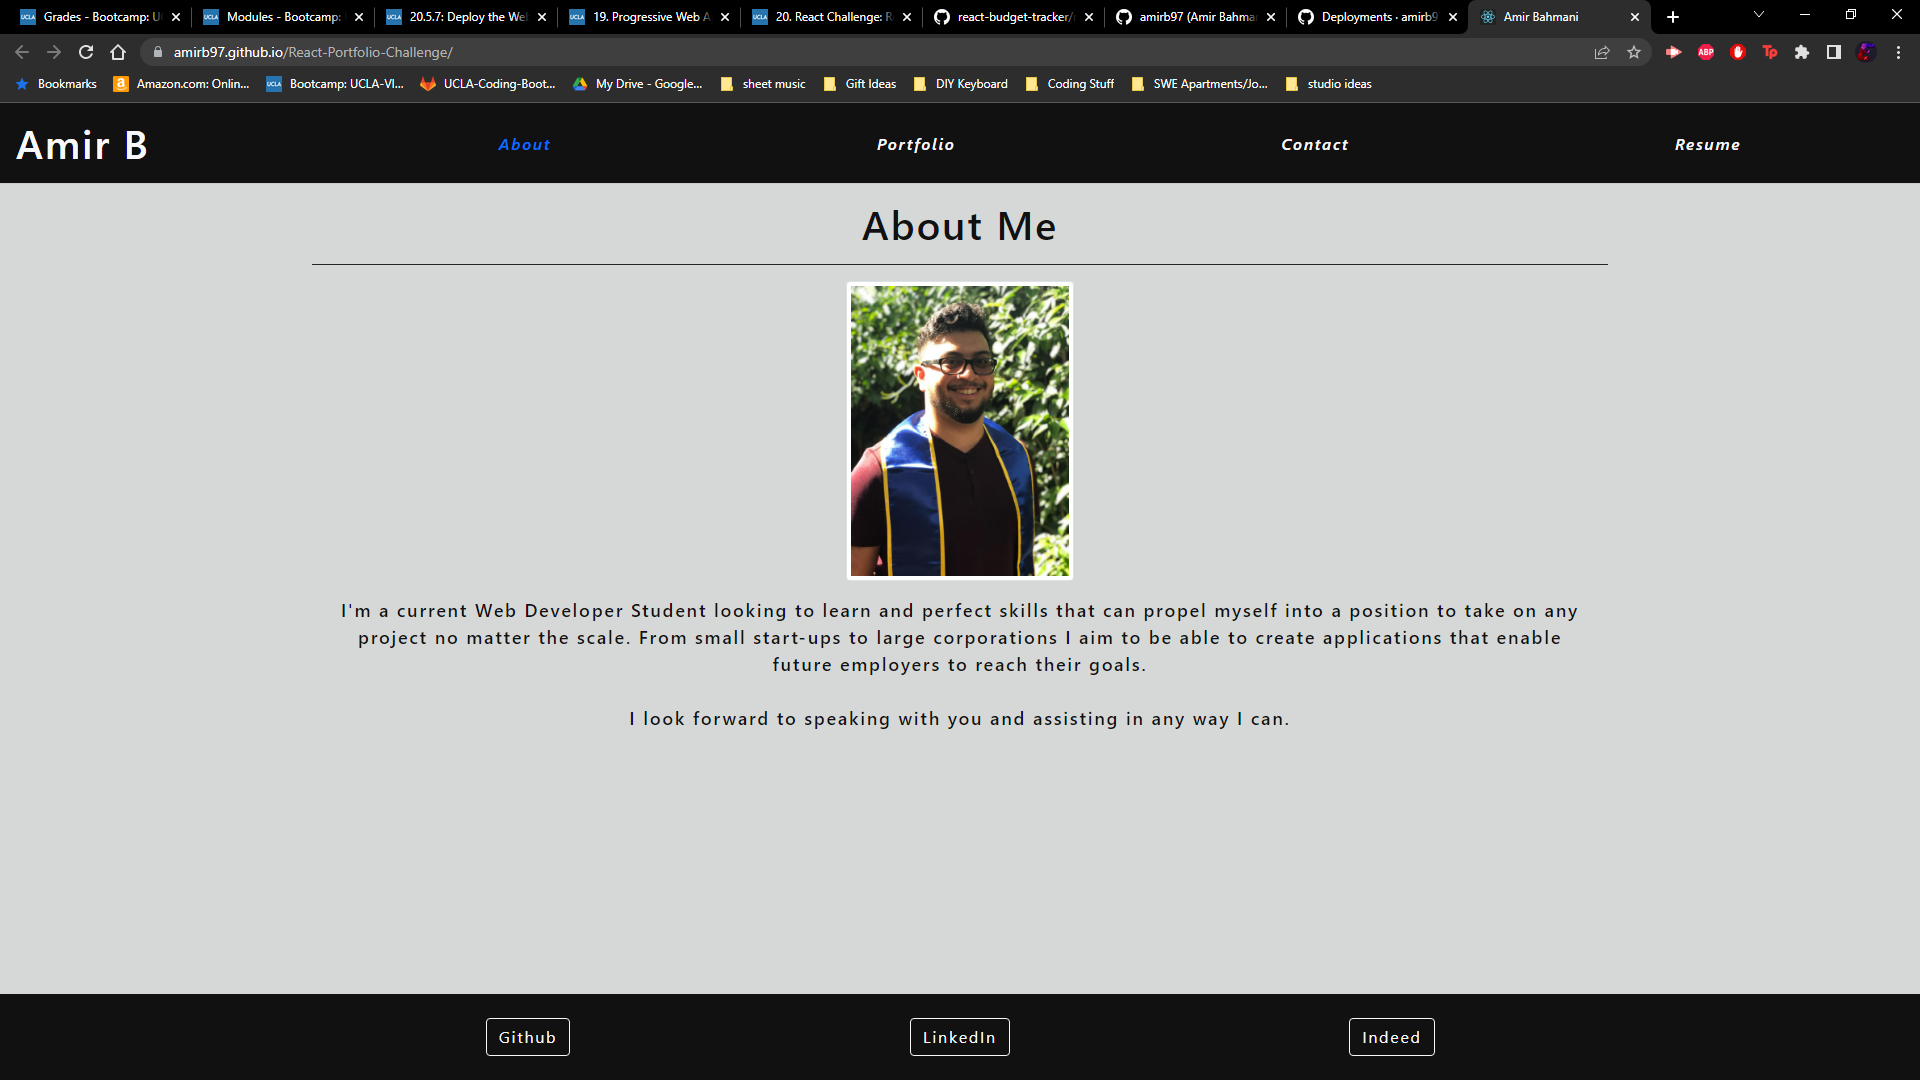 Grades - Bootcamp: U
Modules - Bootcamp:
20.5.7: Deploy the We
19. Progressive Web A
20. React Challenge: R
react-budget-tracker/
amirb97 (Amir Bahma
Deployments · amirb9
Amir Bahmani
amirb97.github.io/React-Portfolio-Challenge/
ABP
Tp
Bookmarks
Amazon.com: Onlin...
UCLA
Bootcamp: UCLA-VI...
UCLA-Coding-Boot...
My Drive - Google...
sheet music
Gift Ideas
DIY Keyboard
Coding Stuff
SWE Apartments/Jo...
studio ideas
Amir B
About
Portfolio
Contact
Resume
About Me
I'm a current Web Developer Student looking to learn and perfect skills that can propel myself into a position to take on any
project no matter the scale. From small start-ups to large corporations I aim to be able to create applications that enable
future employers to reach their goals.
I look forward to speaking with you and assisting in any way I can.
Github
LinkedIn
Indeed